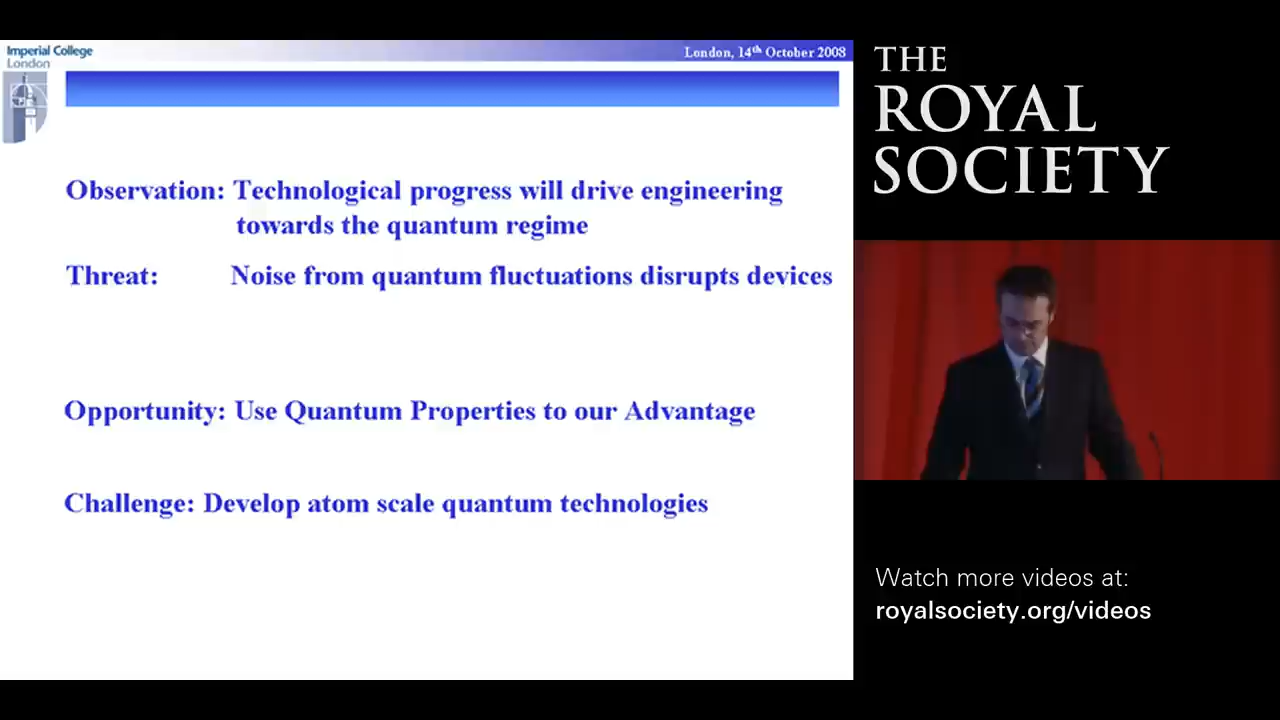 Imperial College
London
London, 14th October 2008
Observation: Technological progress will drive engineering
towards the quantum regime
Threat: Noise from quantum fluctuations disrupts devices
Opportunity: Use Quantum Properties to our Advantage
Challenge: Develop atom scale quantum technologies
THE
ROYAL
SOCIETY
Watch more videos at:
royalsociety.org/videos